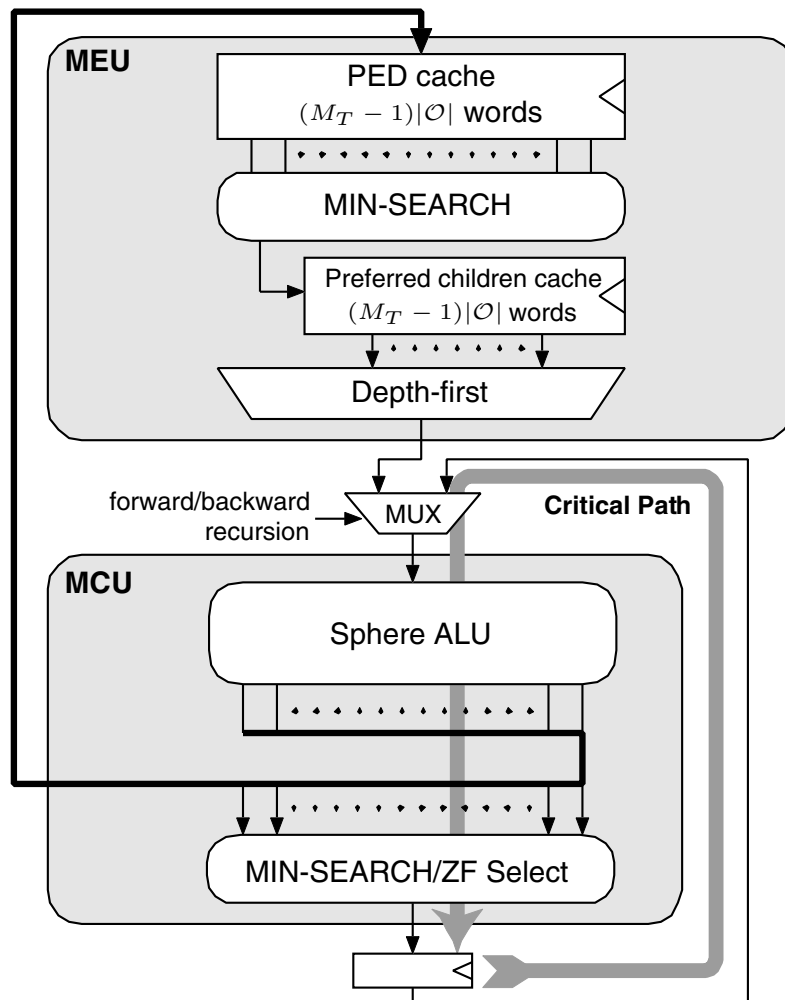 MEU
PED cache
(M_T − 1)|𝒪| words
MIN-SEARCH
Preferred children cache
(M_T − 1)|𝒪| words
Depth-first
forward/backward
recursion
MUX
Critical Path
MCU
Sphere ALU
MIN-SEARCH/ZF Select